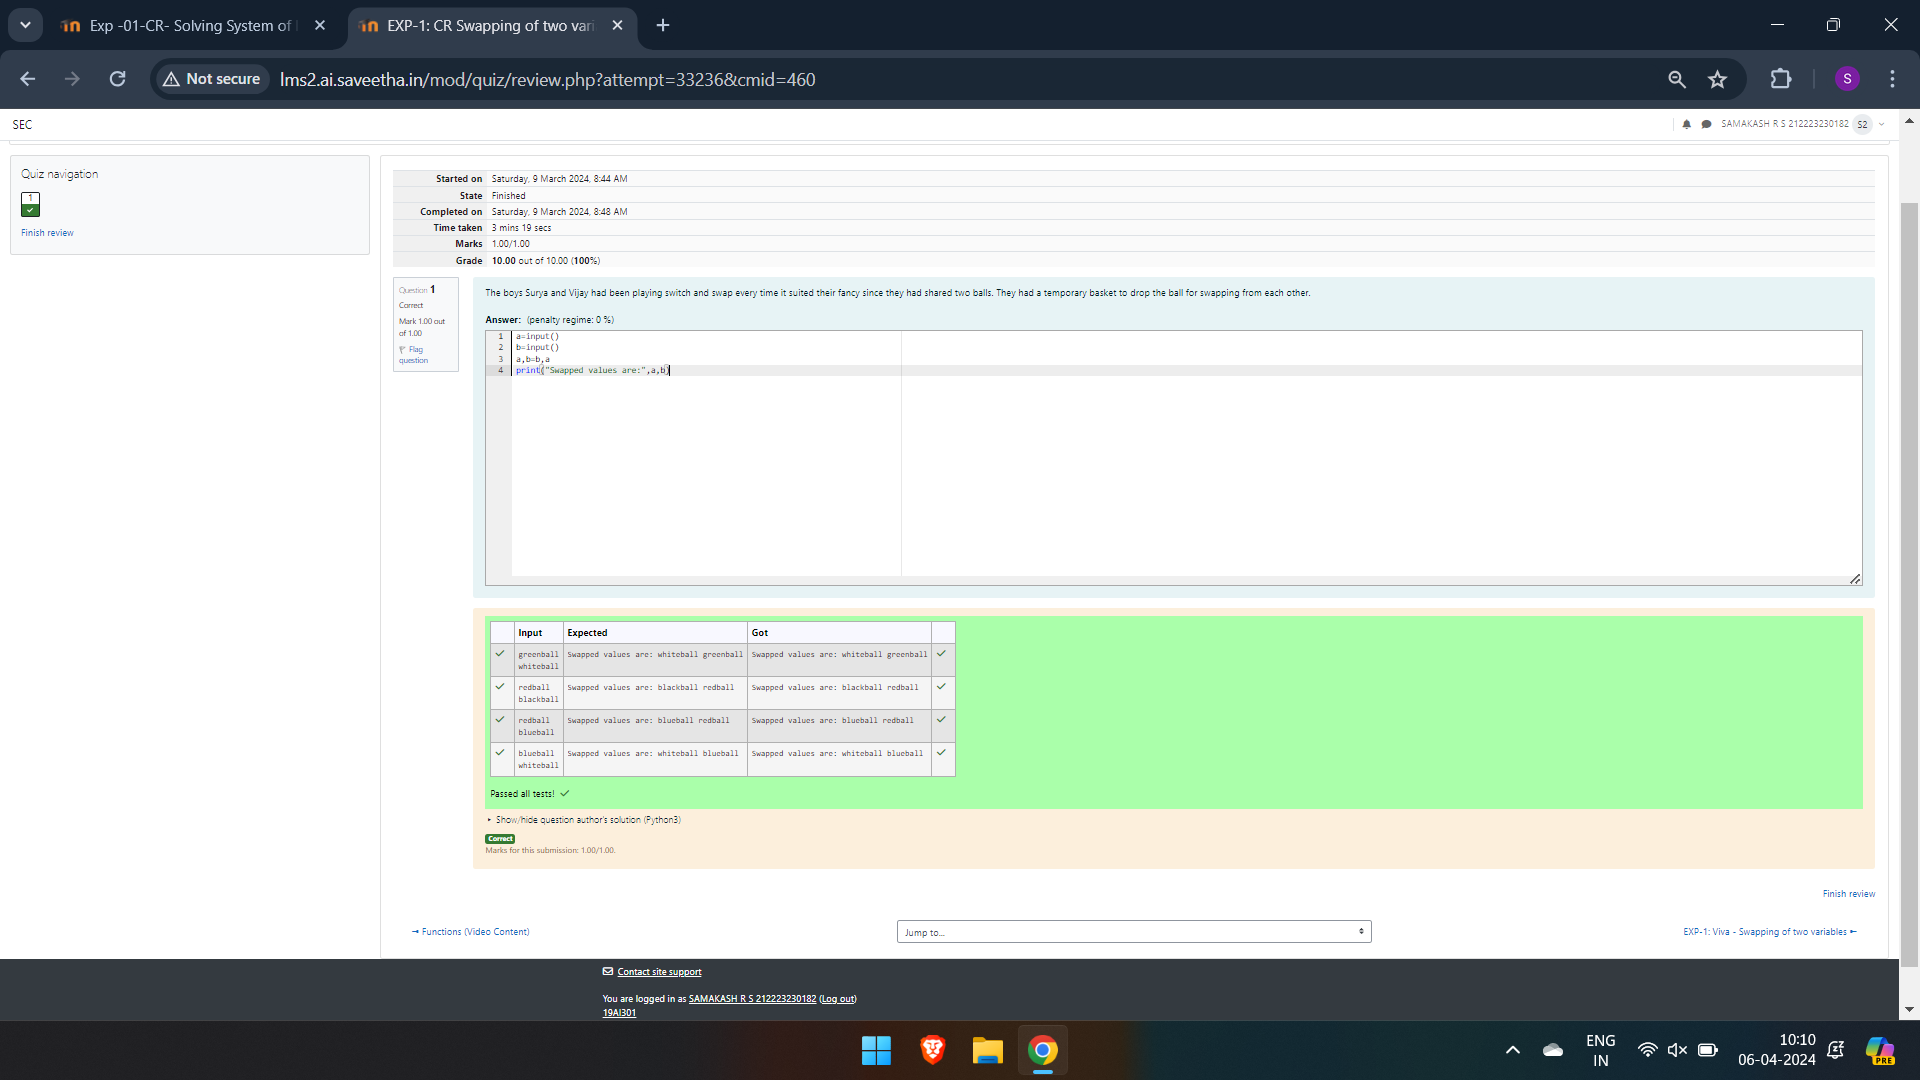 Exp -01-CR- Solving System of
EXP-1: CR Swapping of two vari
Not secure
lms2.ai.saveetha.in/mod/quiz/review.php?attempt=33236&cmid=460
S
SEC
SAMAKASH R S 212223230182 S2
Quiz navigation
1
Finish review
Started on Saturday, 9 March 2024, 8:44 AM
State Finished
Completed on Saturday, 9 March 2024, 8:48 AM
Time taken 3 mins 19 secs
Marks 1.00/1.00
Grade 10.00 out of 10.00 (100%)
Question 1
Correct
Mark 1.00 out
of 1.00
Flag
question
The boys Surya and Vijay had been playing switch and swap every time it suited their fancy since they had shared two balls. They had a temporary basket to drop the ball for swapping from each other.
Answer: (penalty regime: 0 %)
1 a=input()
2 b=input()
3 a,b=b,a
4 print("Swapped values are:",a,b)
Input Expected Got
greenball Swapped values are: whiteball greenball Swapped values are: whiteball greenball
whiteball
redball Swapped values are: blackball redball Swapped values are: blackball redball
blackball
redball Swapped values are: blueball redball Swapped values are: blueball redball
blueball
blueball Swapped values are: whiteball blueball Swapped values are: whiteball blueball
whiteball
Passed all tests!
Show/hide question author's solution (Python3)
Correct
Marks for this submission: 1.00/1.00.
Finish review
Functions (Video Content)
Jump to...
EXP-1: Viva - Swapping of two variables
Contact site support
You are logged in as SAMAKASH R S 212223230182 (Log out)
19AI301
ENG
IN
10:10
06-04-2024
PRE